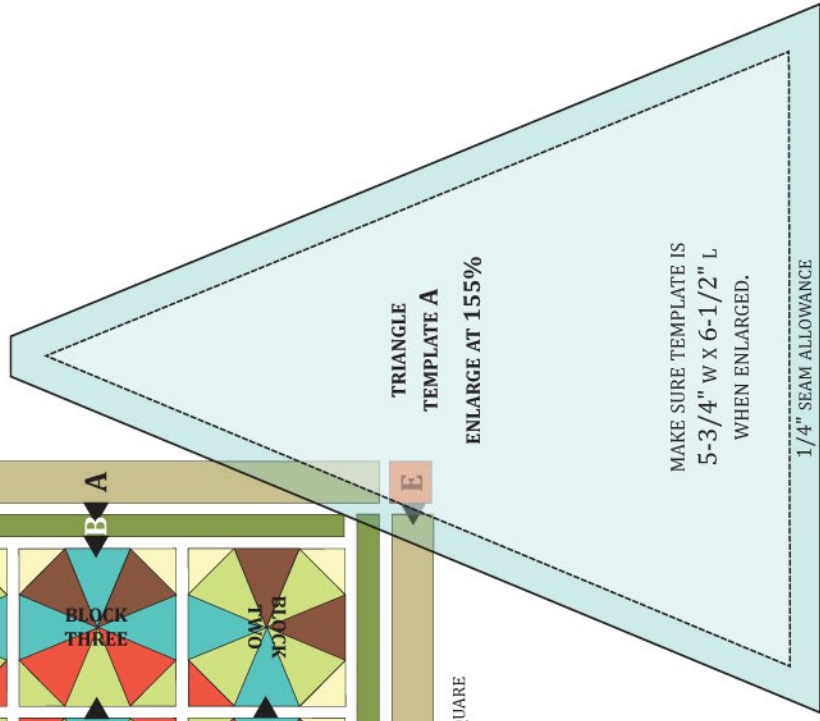 TRIANGLE
TEMPLATE A
ENLARGE AT 155%
MAKE SURE TEMPLATE IS
5-3/4" W X 6-1/2" L
WHEN ENLARGED.
1/4" SEAM ALLOWANCE
A
B
E
BLOCK
THREE
BLOCK
TWO
UARE